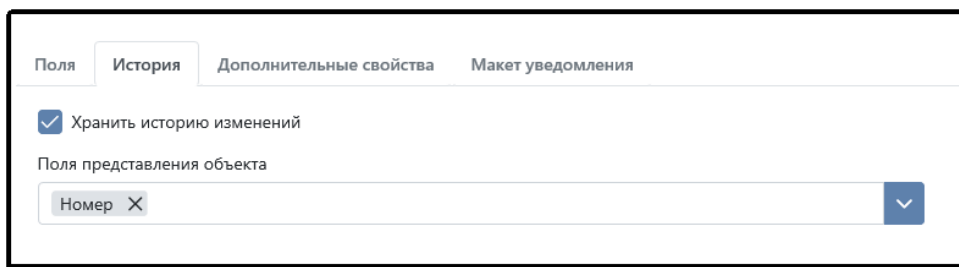 Поля История Дополнительные свойства Макет уведомления
Хранить историю изменений
Поля представления объекта
Номер